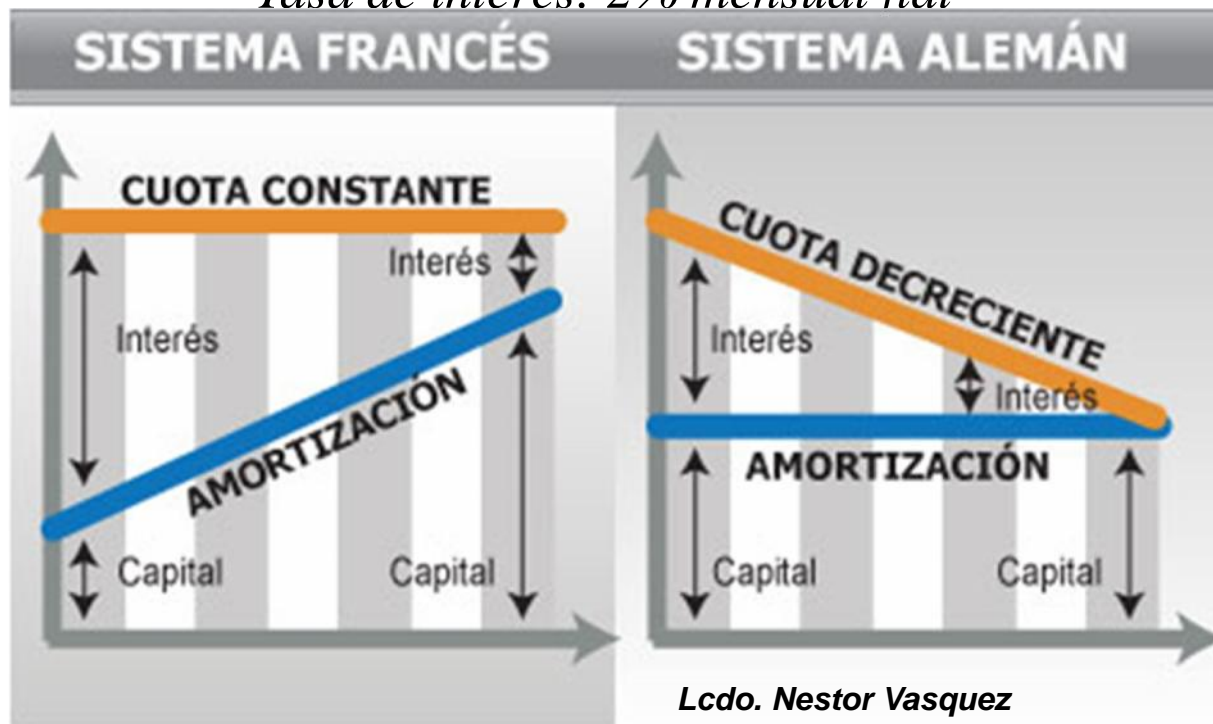 Tasa de interés: 2% mensual
SISTEMA FRANCÉS
CUOTA CONSTANTE
Interés
Interés
AMORTIZACIÓN
Capital
Capital
SISTEMA ALEMÁN
CUOTA DECRECIENTE
Interés
Interés
AMORTIZACIÓN
Capital
Capital
Lcdo. Nestor Vasquez